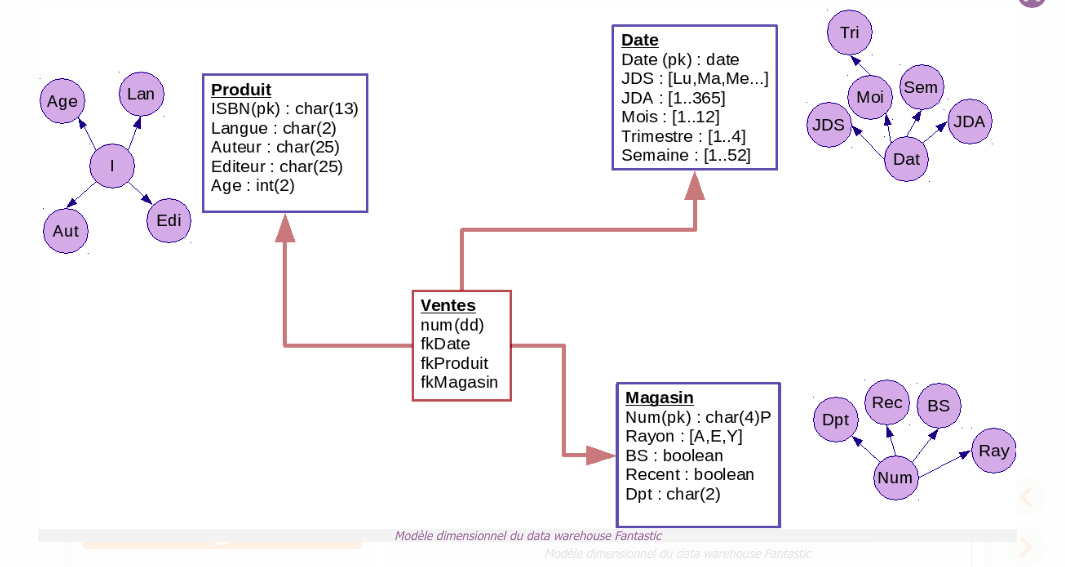 Date
Date (pk) : date
JDS : [Lu,Ma,Me...]
JDA : [1..365]
Mois : [1..12]
Trimestre : [1..4]
Semaine : [1..52]
Tri
Moi
Sem
JDS
JDA
Dat
Age
Lan
I
Aut
Edi
Produit
ISBN(pk) : char(13)
Langue : char(2)
Auteur : char(25)
Editeur : char(25)
Age : int(2)
Ventes
num(dd)
fkDate
fkProduit
fkMagasin
Magasin
Num(pk) : char(4)P
Rayon : [A,E,Y]
BS : boolean
Recent : boolean
Dpt : char(2)
Dpt
Rec
BS
Ray
Num
Modèle dimensionnel du data warehouse Fantastic
Modèle dimensionnel du data warehouse Fantastic